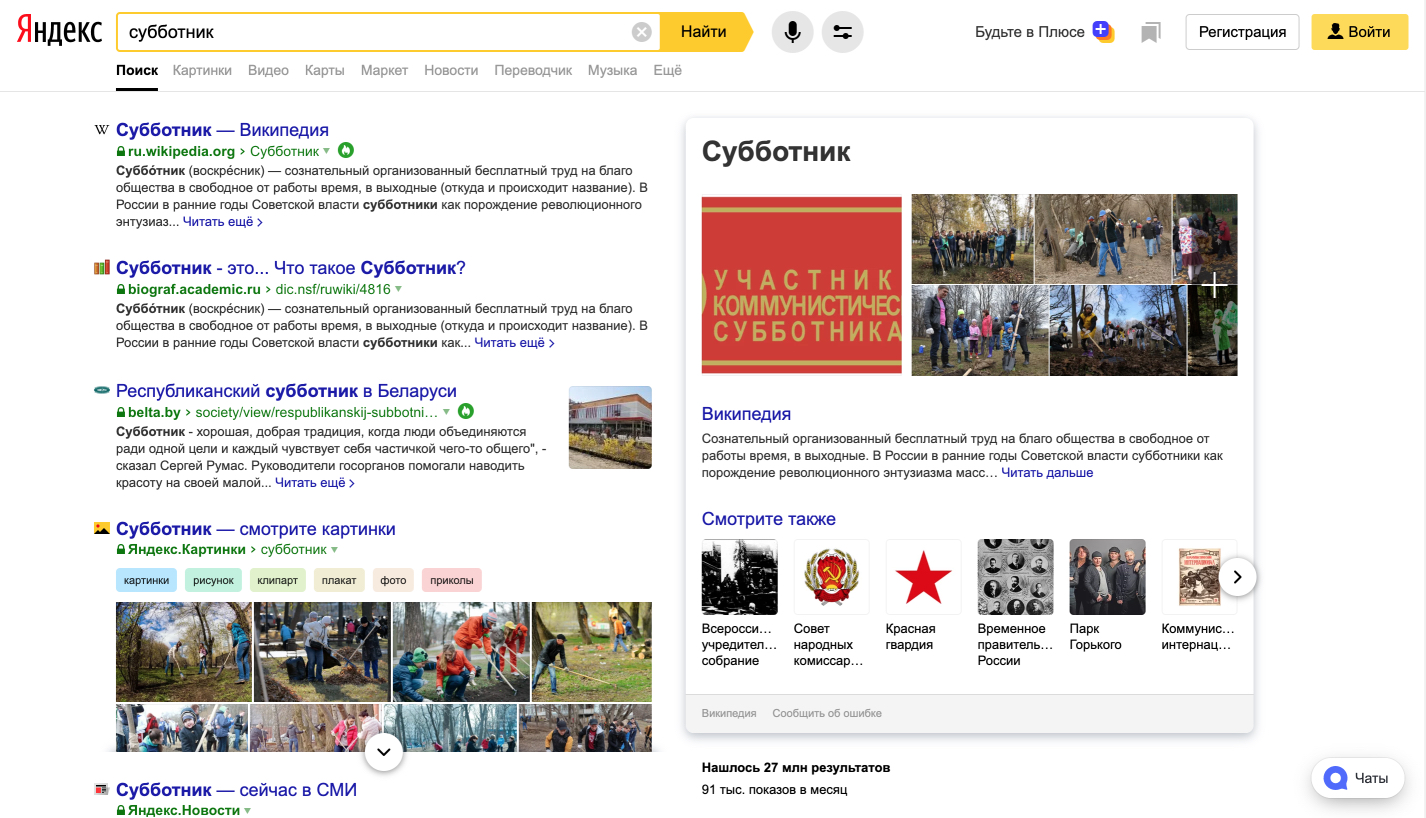 Яндекс
субботник
Найти
Будьте в Плюсе
Регистрация
Войти
Поиск Картинки Видео Карты Маркет Новости Переводчик Музыка Ещё
Субботник — Википедия
ru.wikipedia.org › Субботник
Суббо́тник (воскре́сник) — сознательный организованный бесплатный труд на благо
общества в свободное от работы время, в выходные (откуда и происходит название). В
России в ранние годы Советской власти субботники как порождение революционного
энтузиаз... Читать ещё ›
Субботник - это... Что такое Субботник?
biograf.academic.ru › dic.nsf/ruwiki/4816
Суббо́тник (воскре́сник) — сознательный организованный бесплатный труд на благо
общества в свободное от работы время, в выходные (откуда и происходит название). В
России в ранние годы Советской власти субботники как... Читать ещё ›
Республиканский субботник в Беларуси
belta.by › society/view/respublikanskij-subbotni...
Субботник - хорошая, добрая традиция, когда люди объединяются
ради одной цели и каждый чувствует себя частичкой чего-то общего", -
сказал Сергей Румас. Руководители госорганов помогали наводить
красоту на своей малой... Читать ещё ›
Субботник — смотрите картинки
Яндекс.Картинки › субботник
картинки рисунок клипарт плакат фото приколы
Субботник — сейчас в СМИ
Яндекс.Новости
Субботник
УЧАСТНИК
КОММУНИСТИЧЕС
СУББОТНИКА
Википедия
Сознательный организованный бесплатный труд на благо общества в свободное от
работы время, в выходные. В России в ранние годы Советской власти субботники как
порождение революционного энтузиазма масс... Читать дальше
Смотрите также
Всеросси...
учредител...
собрание
Совет
народных
комиссар...
Красная
гвардия
Временное
правитель...
России
Парк
Горького
Коммунис...
интернац...
Википедия Сообщить об ошибке
Нашлось 27 млн результатов
91 тыс. показов в месяц
Чаты